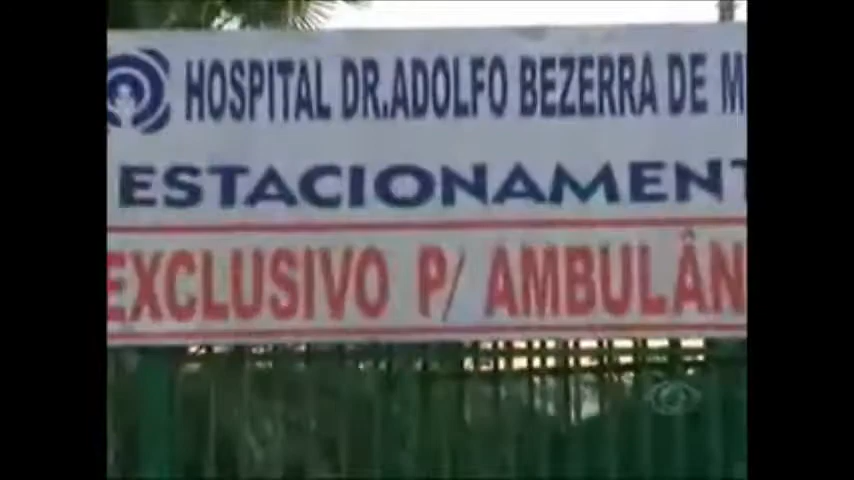 HOSPITAL DR.ADOLFO BEZERRA DE M
ESTACIONAMENT
EXCLUSIVO P/ AMBULÂN